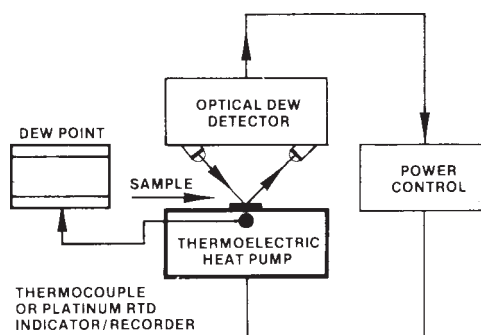 OPTICAL DEW
DETECTOR
DEW POINT
SAMPLE
POWER
CONTROL
THERMOELECTRIC
HEAT PUMP
THERMOCOUPLE
OR PLATINUM RTD
INDICATOR/RECORDER